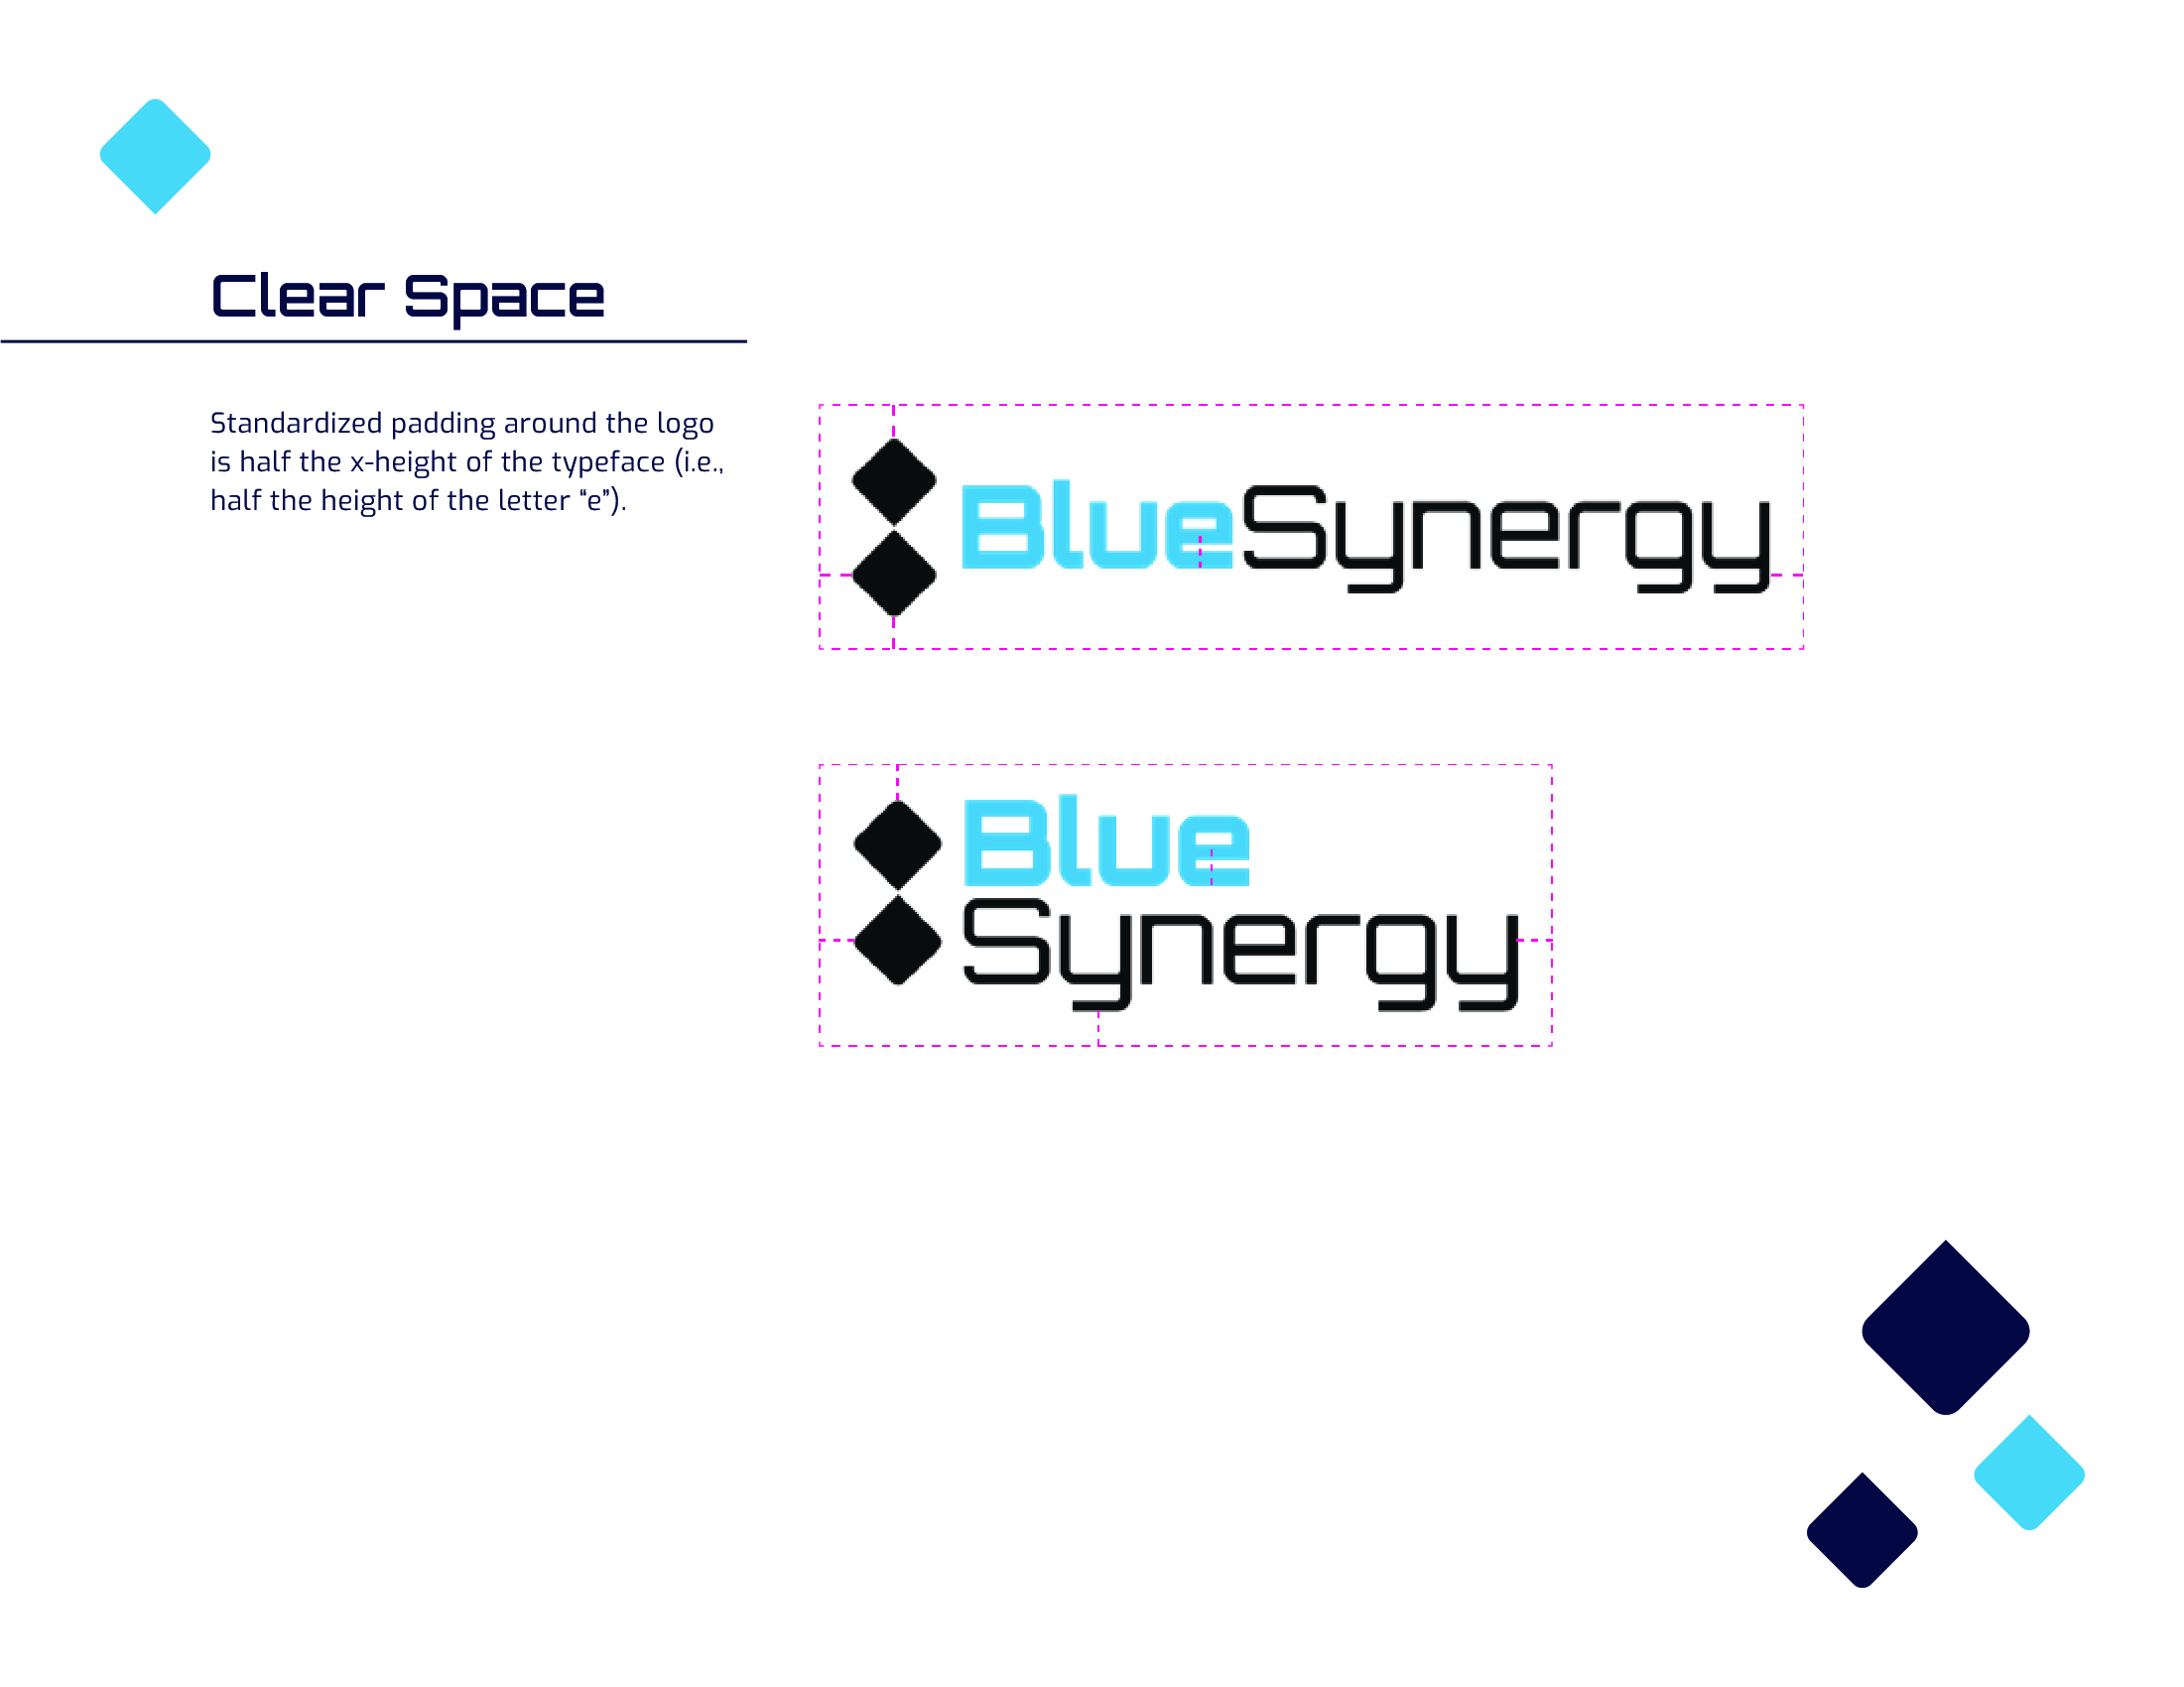 Clear Space
Standardized padding around the logo
is half the x-height of the typeface (i.e.,
half the height of the letter “e”).
BlueSynergy
Blue
Synergy